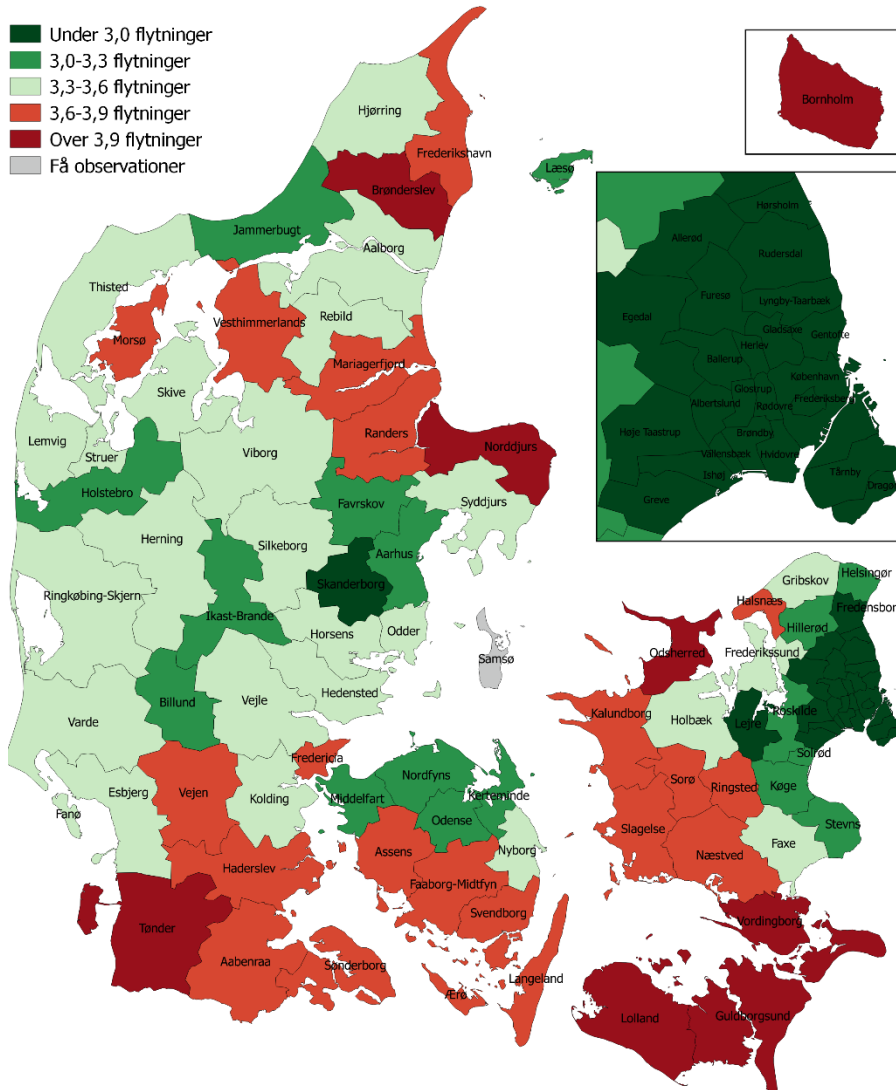 Under 3,0 flytninger
3,0-3,3 flytninger
3,3-3,6 flytninger
3,6-3,9 flytninger
Over 3,9 flytninger
Få observationer
Bornholm
Hjørring
Frederikshavn
Læsø
Brønderslev
Jammerbugt
Aalborg
Thisted
Vesthimmerlands
Rebild
Morsø
Mariagerfjord
Skive
Randers
Norddjurs
Lemvig
Struer
Viborg
Holstebro
Favrskov
Syddjurs
Herning
Silkeborg
Aarhus
Skanderborg
Ringkøbing-Skjern
Ikast-Brande
Horsens
Odder
Samsø
Hedensted
Billund
Vejle
Varde
Fredericia
Esbjerg
Vejen
Kolding
Fanø
Middelfart
Nordfyns
Kerteminde
Odense
Nyborg
Assens
Haderslev
Faaborg-Midtfyn
Svendborg
Tønder
Aabenraa
Sønderborg
Ærø
Langeland
Hørsholm
Allerød
Rudersdal
Furesø
Lyngby-Taarbæk
Egedal
Gladsaxe
Gentofte
Herlev
Ballerup
København
Glostrup
Frederiksberg
Albertslund
Rødovre
Høje Taastrup
Brøndby
Vallensbæk
Hvidovre
Ishøj
Tårnby
Dragør
Greve
Gribskov
Helsingør
Halsnæs
Fredensborg
Hillerød
Odsherred
Frederikssund
Kalundborg
Holbæk
Lejre
Roskilde
Solrød
Sorø
Ringsted
Køge
Slagelse
Stevns
Næstved
Faxe
Vordingborg
Lolland
Guldborgsund